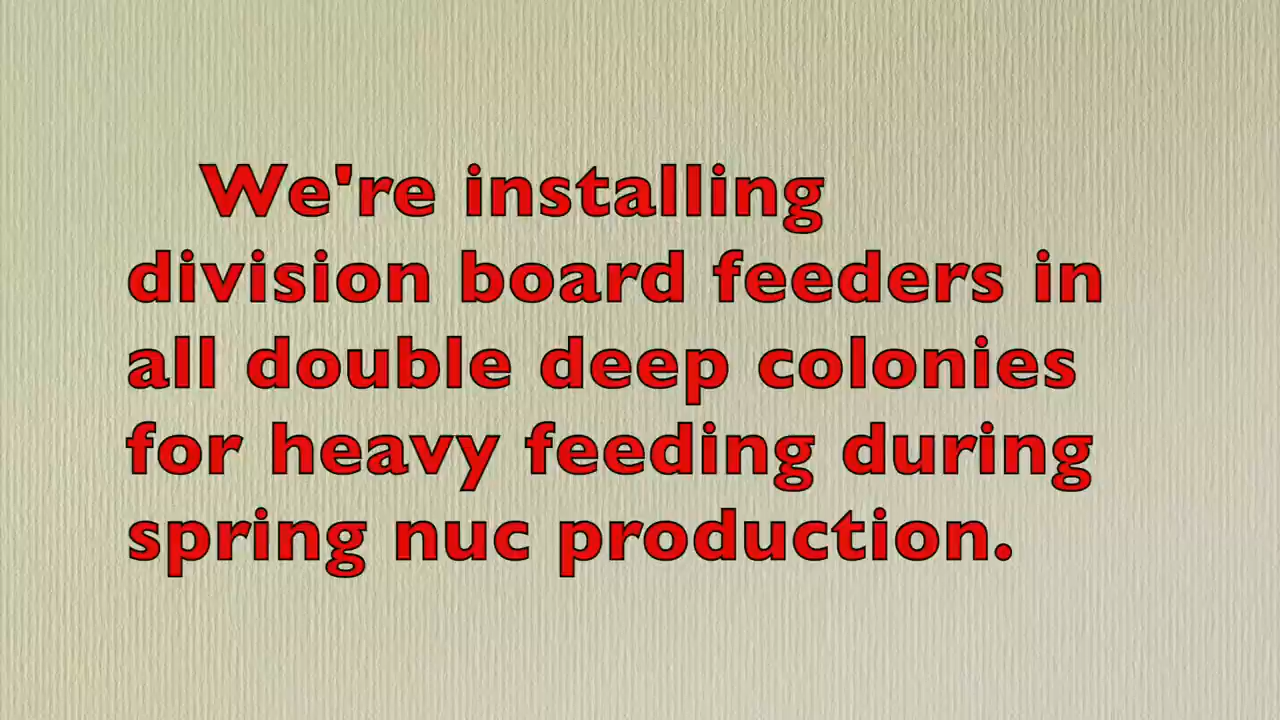 We're installing
division board feeders in
all double deep colonies
for heavy feeding during
spring nuc production.